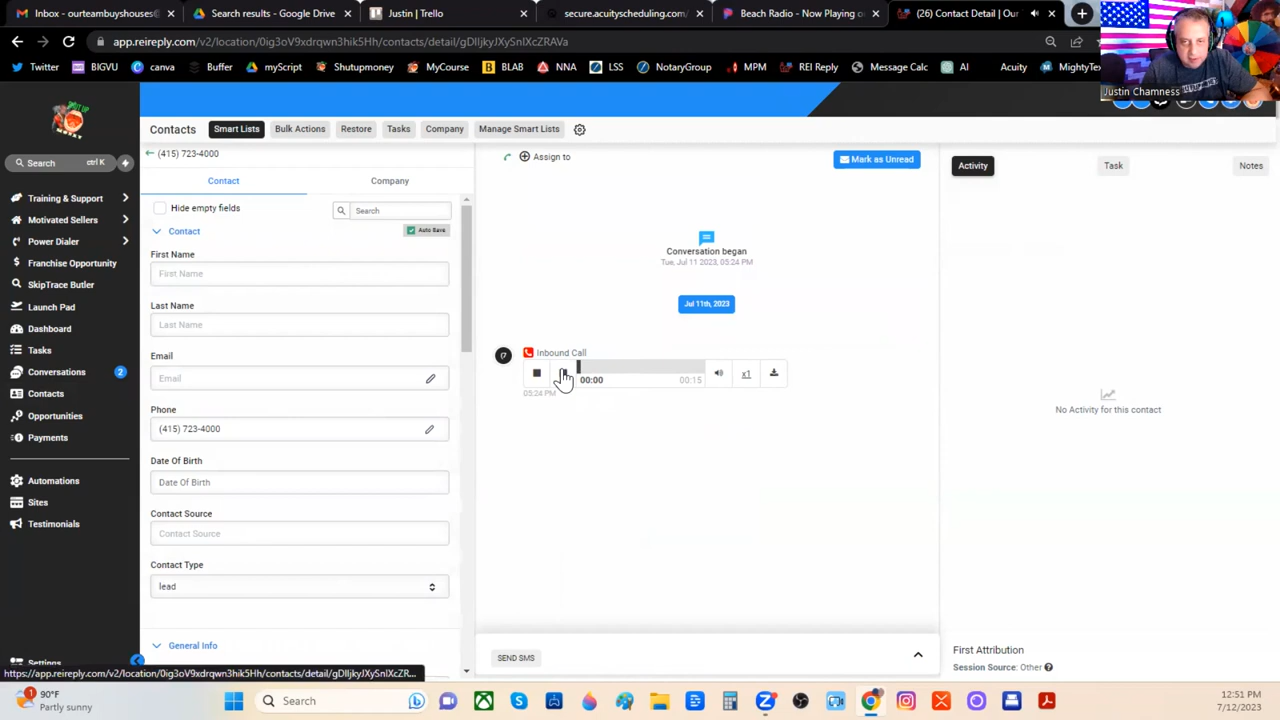 ourteambuyshouses@
Search results - Google Drive
Justin | Trello
secure.acuityscheduling.com/
Beach Radio - Now Playing on
(26) Contact Detail | Our
app.reireply.com/v2/location/0ig3oV9xdrqwn3hik5Hh/contacts/detail/gDIIjkyJXySnIXcZRAVa
Twitter
BIGVU
canva
Buffer
myScript
Shutupmoney
BLAB
NNA
LSS
NotaryGroup
MPM
REI Reply
Message Calc
AI
Acuity
MightyText
Justin Chamness
Contacts
Smart Lists
Bulk Actions
Restore
Tasks
Company
Manage Smart Lists
Search
ctrl K
Training & Support
Motivated Sellers
Power Dialer
Franchise Opportunity
SkipTrace Butler
Launch Pad
Dashboard
Tasks
Conversations
2
Contacts
Opportunities
Payments
Automations
Sites
Testimonials
Settings
(415) 723-4000
Contact
Company
Hide empty fields
Search
Contact
Auto Save
First Name
First Name
Last Name
Last Name
Email
Email
Phone
(415) 723-4000
Date Of Birth
Date Of Birth
Contact Source
Contact Source
Contact Type
lead
General Info
Assign to
Mark as Unread
Conversation began
Tue, Jul 11 2023, 05:24 PM
Jul 11th, 2023
Inbound Call
00:00
00:15
x1
05:24 PM
SEND SMS
Activity
Task
Notes
No Activity for this contact
First Attribution
Session Source: Other
https://app.reireply.com/v2/location/0ig3oV9xdrqwn3hik5Hh/contacts/detail/gDIIjkyJXySnIXcZR...
1
90°F
Partly sunny
Search
12:51 PM
7/12/2023